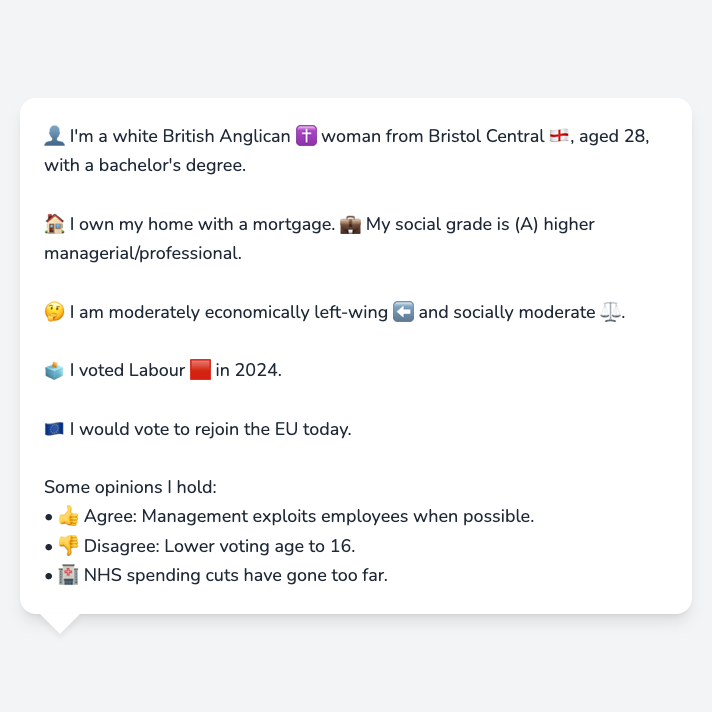 👤 I'm a white British Anglican ✝️ woman from Bristol Central 🏴󠁧󠁢󠁥󠁮󠁧󠁿, aged 28,
with a bachelor's degree.
🏠 I own my home with a mortgage. 💼 My social grade is (A) higher
managerial/professional.
🤔 I am moderately economically left-wing ⬅️ and socially moderate ⚖️.
🗳️ I voted Labour 🟥 in 2024.
🇪🇺 I would vote to rejoin the EU today.
Some opinions I hold:
• 👍 Agree: Management exploits employees when possible.
• 👎 Disagree: Lower voting age to 16.
• 🏥 NHS spending cuts have gone too far.